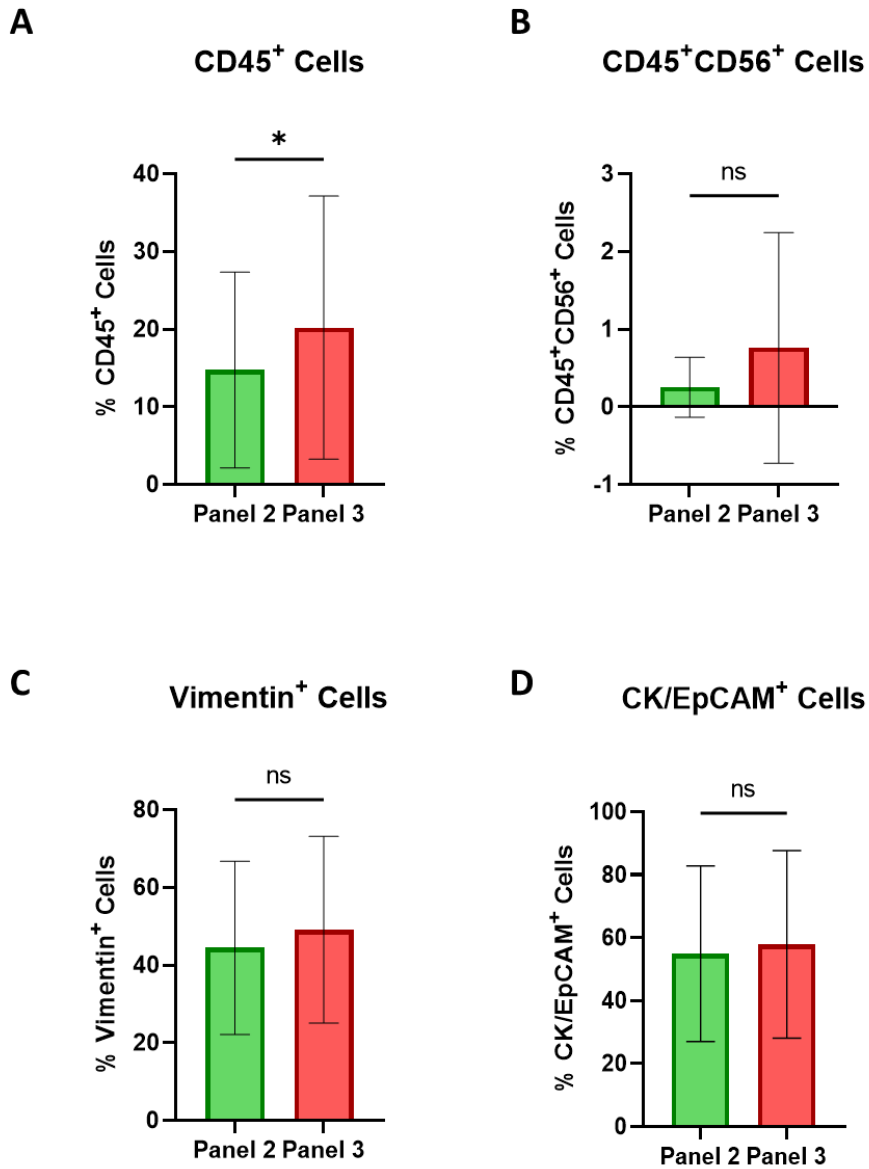 A
CD45⁺ Cells
*
% CD45⁺ Cells
40
30
20
10
0
Panel 2 Panel 3
B
CD45⁺CD56⁺ Cells
ns
% CD45⁺CD56⁺ Cells
3
2
1
0
-1
Panel 2 Panel 3
C
Vimentin⁺ Cells
ns
% Vimentin⁺ Cells
80
60
40
20
0
Panel 2 Panel 3
D
CK/EpCAM⁺ Cells
ns
% CK/EpCAM⁺ Cells
100
80
60
40
20
0
Panel 2 Panel 3